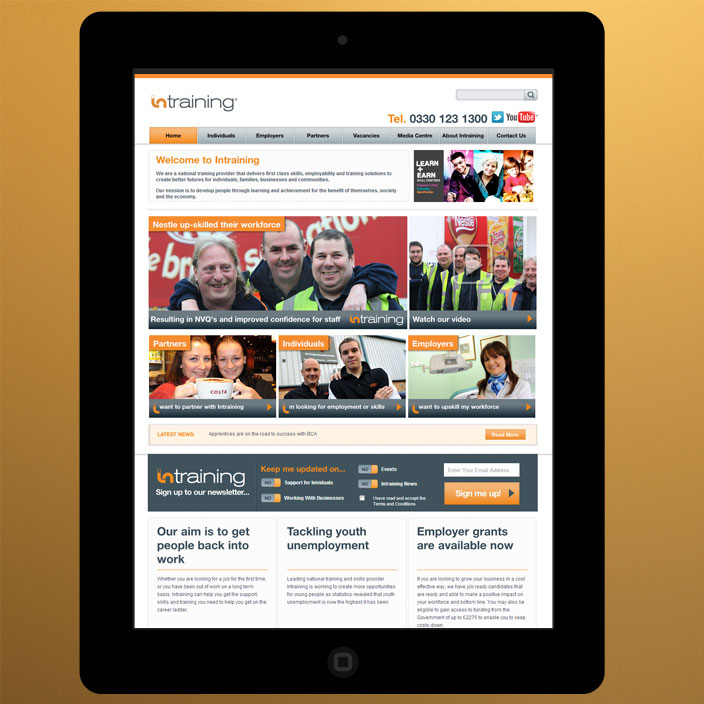 intraining
Tel. 0330 123 1300
You Tube
Home Individuals Employers Partners Vacancies Media Centre About Intraining Contact Us
Welcome to Intraining
We are a national training provider that delivers first class skills, employability and training solutions to
create better futures for individuals, families, businesses and communities.
Our mission is to develop people through learning and achievement for the benefit of themselves, society
and the economy.
LEARN
+
EARN
SKILL CENTRES
Nestle up-skilled their workforce
Nestlé
Resulting in NVQ's and improved confidence for staff
intraining
Watch our video
Partners
COSTA
want to partner with Intraining
Individuals
m looking for employment or skills
Employers
want to upskill my workforce
LATEST NEWS:
Apprentices are on the road to success with BCA
Read More
intraining
Sign up to our newsletter...
Keep me updated on...
NO Support for Inividuals
NO Working With Businesses
NO Events
NO Intraining News
I have read and accept the
Terms and Conditions
Enter Your Email Address
Sign me up!
Our aim is to get
people back into
work
Whether you are looking for a job for the first time,
or you have been out of work on a long term
basis, Intraining can help you get the support,
skills and training you need to help you get on the
career ladder.
Tackling youth
unemployment
Leading national training and skills provider
Intraining is working to create more opportunities
for young people as statistics revealed that youth
unemployment is now the highest it has been.
Employer grants
are available now
If you are looking to grow your business in a cost
effective way, we have job ready candidates that
are ready and able to make a positive impact on
your workforce and bottom line. You may also be
eligible to gain access to funding from the
Government of up to £2275 to enable you to keep
costs down.